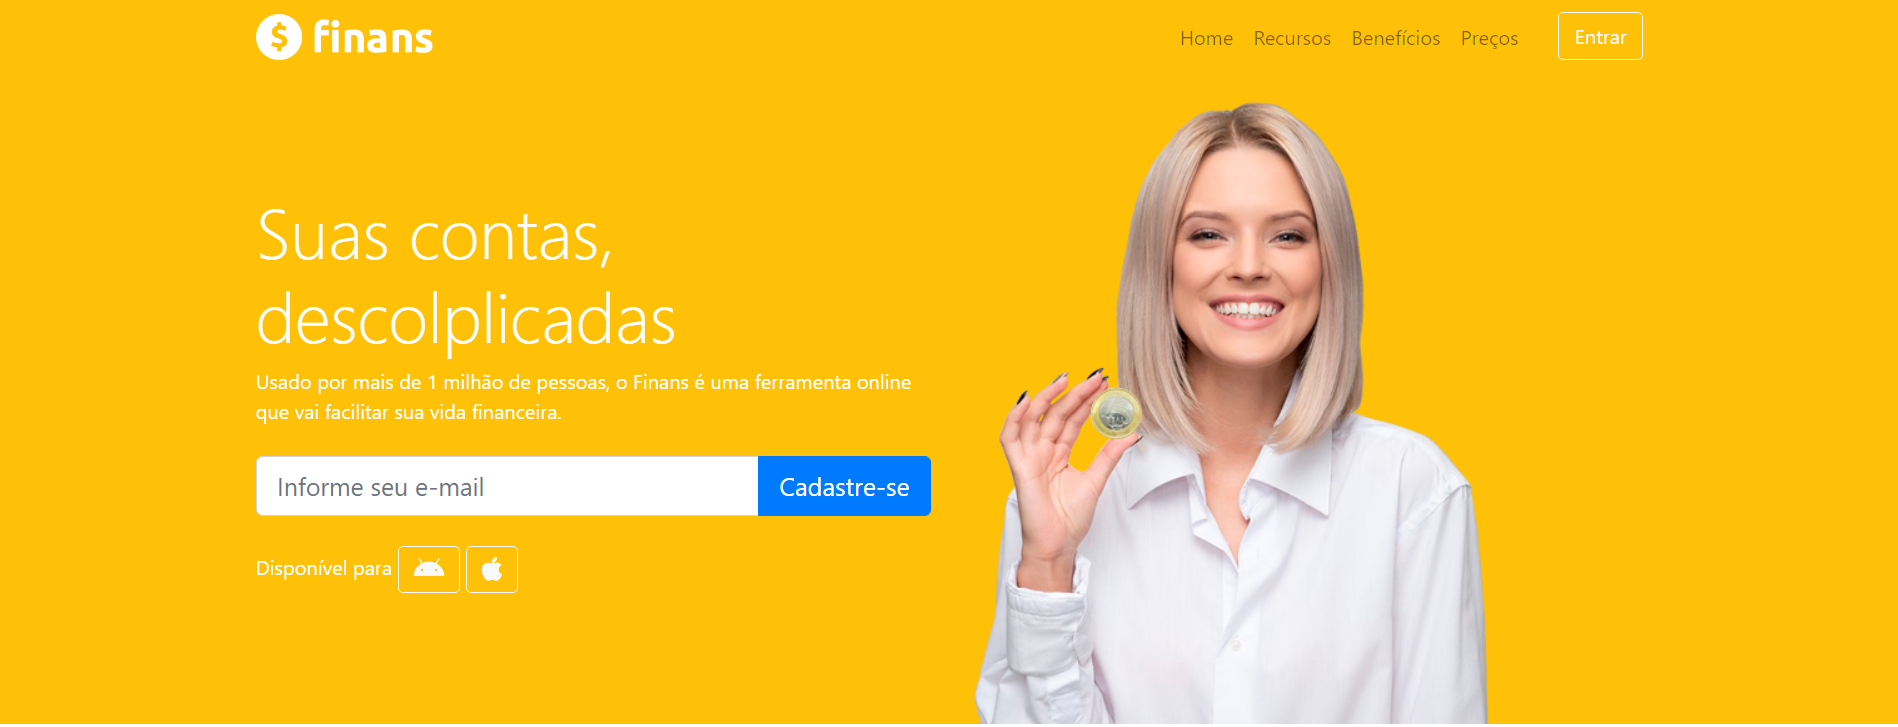 finans
Home Recursos Benefícios Preços Entrar
Suas contas,
descolplicadas
Usado por mais de 1 milhão de pessoas, o Finans é uma ferramenta online
que vai facilitar sua vida financeira.
Informe seu e-mail Cadastre-se
Disponível para